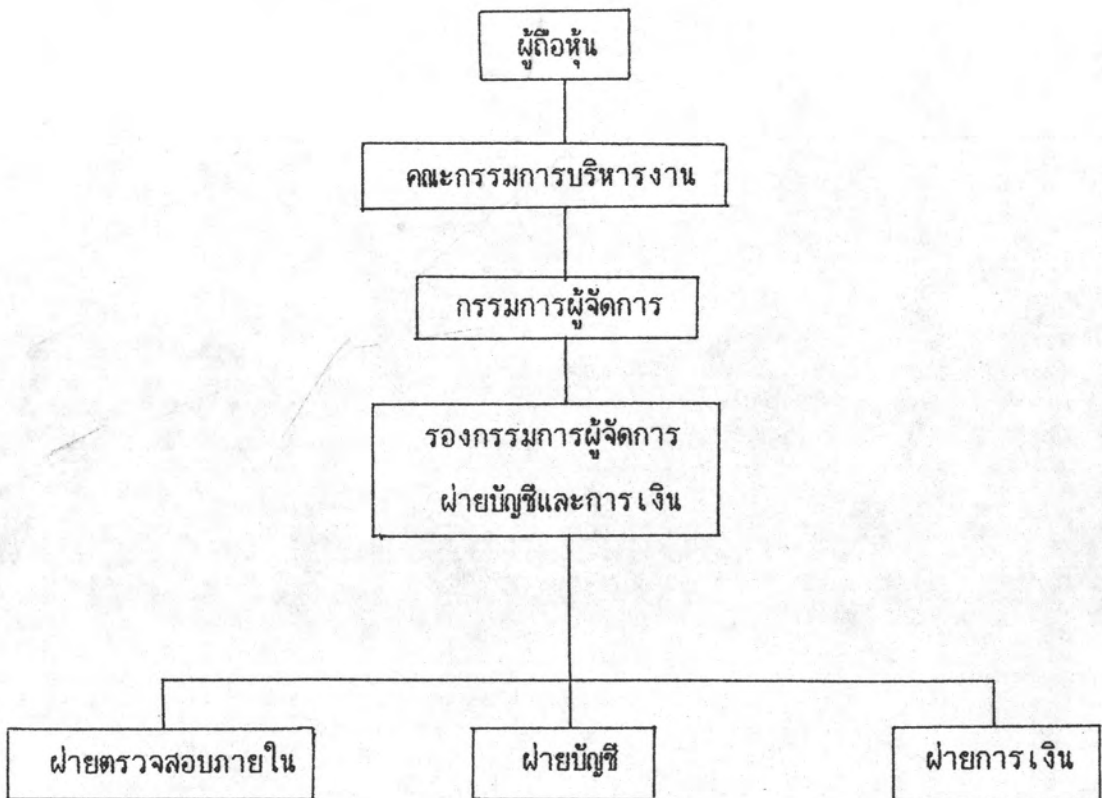 ผู้ถือหุ้น
คณะกรรมการบริหารงาน
กรรมการผู้จัดการ
รองกรรมการผู้จัดการ
ฝ่ายบัญชีและการเงิน
ฝ่ายตรวจสอบภายใน
ฝ่ายบัญชี
ฝ่ายการเงิน